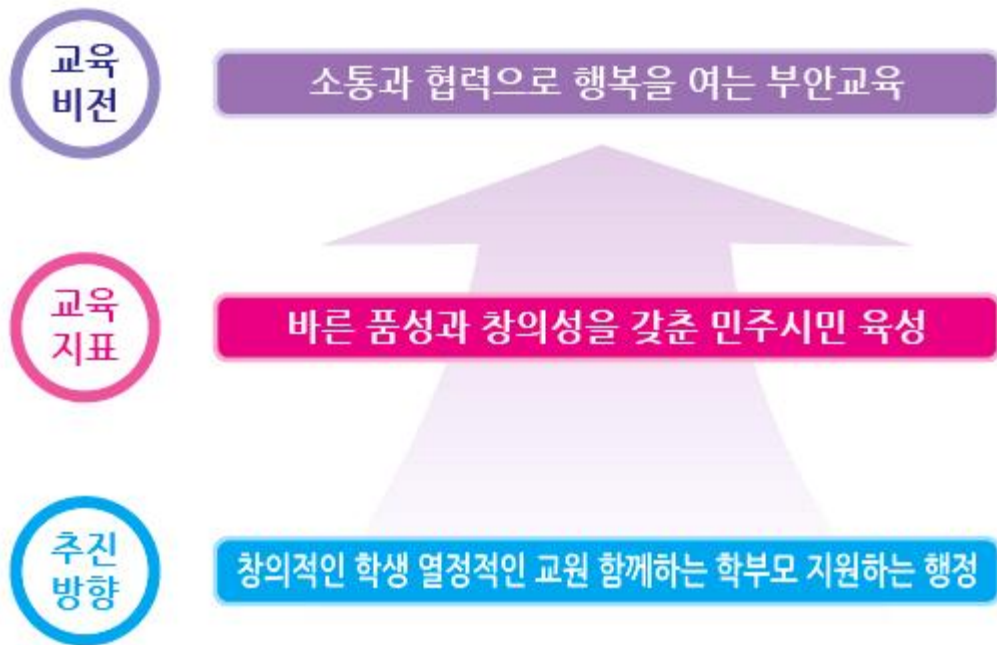 교육
비전
소통과 협력으로 행복을 여는 부안교육
교육
지표
바른 품성과 창의성을 갖춘 민주시민 육성
추진
방향
창의적인 학생 열정적인 교원 함께하는 학부모 지원하는 행정